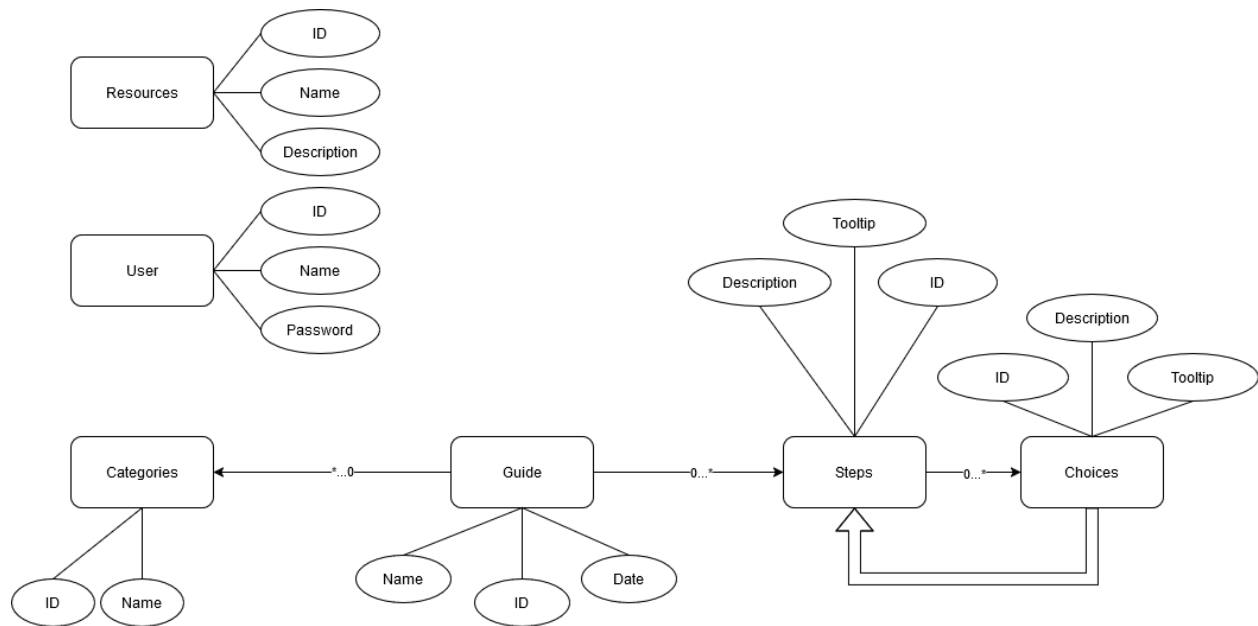 ID
Resources
Name
Description
ID
User
Name
Password
Tooltip
Description
ID
Description
ID
Tooltip
Categories
*...0
Guide
0...*
Steps
0...*
Choices
ID
Name
Name
ID
Date